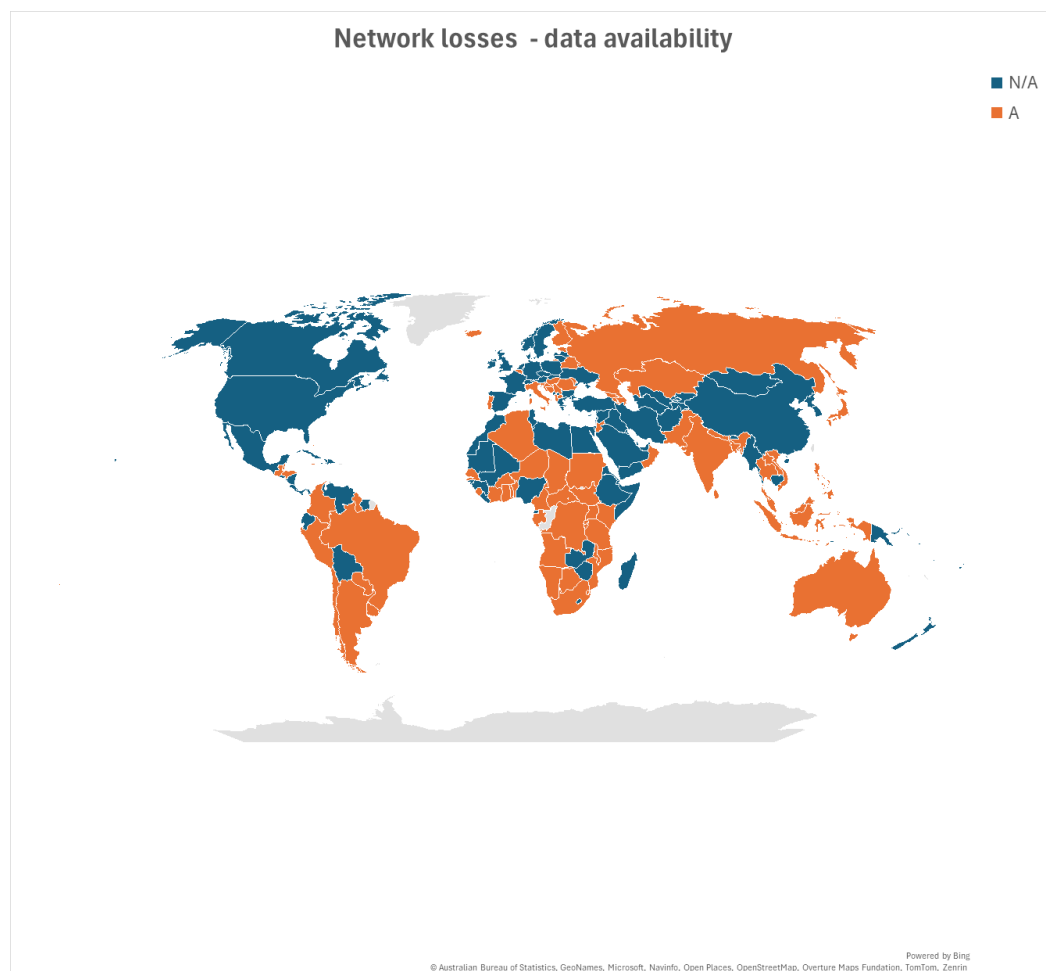 Network losses  - data availability
N/A
A
Powered by Bing
© Australian Bureau of Statistics, GeoNames, Microsoft, Navinfo, Open Places, OpenStreetMap, Overture Maps Fundation, TomTom, Zenrin